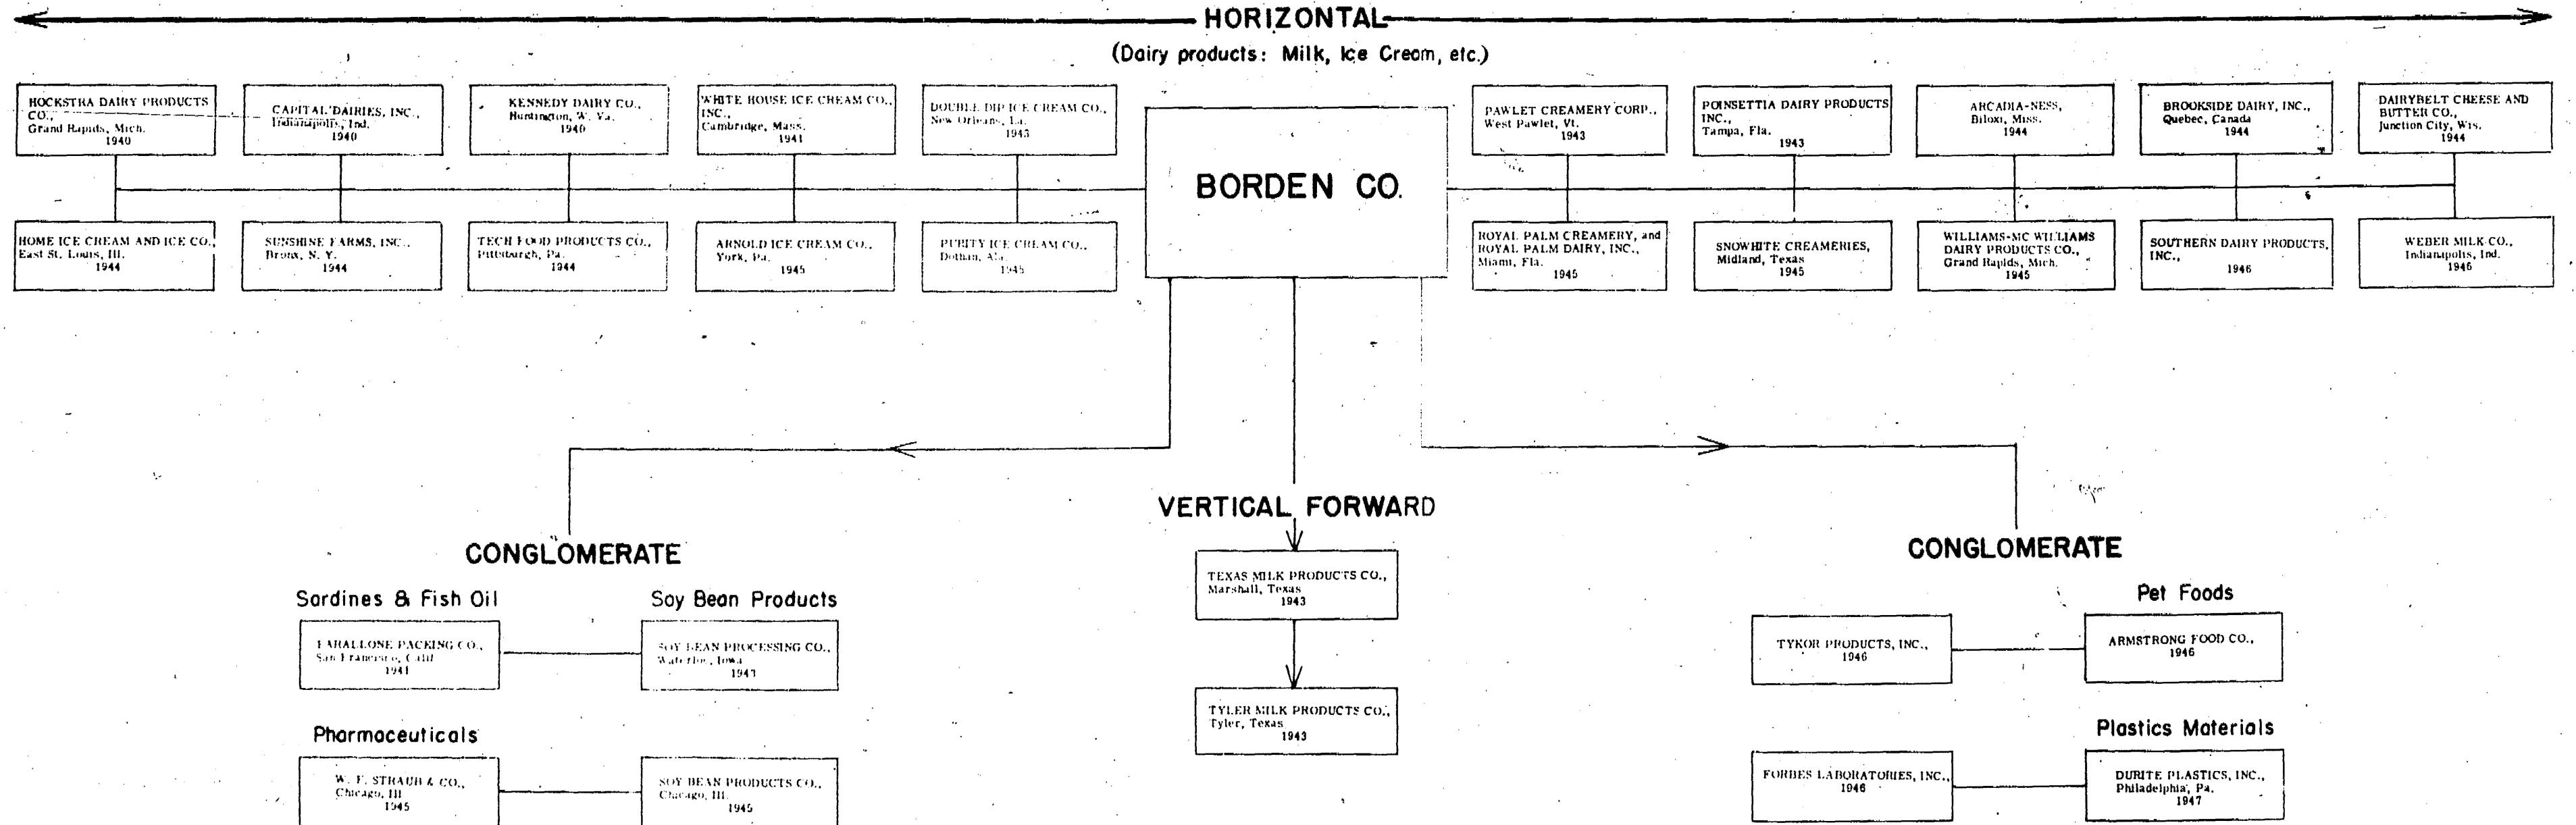 HORIZONTAL
(Dairy products: Milk, Ice Cream, etc.)
HOCKSTRA DAIRY PRODUCTS
CO.,
Grand Rapids, Mich.
1940
CAPITAL DAIRIES, INC.,
Indianapolis, Ind.
1940
KENNEDY DAIRY CO.,
Huntington, W. Va.
1940
WHITE HOUSE ICE CREAM CO.,
INC.,
Cambridge, Mass.
1941
DOUBLE DIP ICE CREAM CO.,
New Orleans, La.
1943
BORDEN CO.
PAWLET CREAMERY CORP.,
West Pawlet, Vt.
1943
POINSETTIA DAIRY PRODUCTS
INC.,
Tampa, Fla.
1943
ARCADIA-NESS,
Biloxi, Miss.
1944
BROOKSIDE DAIRY, INC.,
Quebec, Canada
1944
DAIRYBELT CHEESE AND
BUTTER CO.,
Junction City, Wis.
1944
HOME ICE CREAM AND ICE CO.,
East St. Louis, Ill.
1944
SUNSHINE FARMS, INC.,
Bronx, N. Y.
1944
TECH FOOD PRODUCTS CO.,
Pittsburgh, Pa.
1944
ARNOLD ICE CREAM CO.,
York, Pa.
1945
PURITY ICE CREAM CO.,
Dothan, Ala.
1945
ROYAL PALM CREAMERY, and
ROYAL PALM DAIRY, INC.,
Miami, Fla.
1945
SNOWHITE CREAMERIES,
Midland, Texas
1945
WILLIAMS-MC WILLIAMS
DAIRY PRODUCTS CO.,
Grand Rapids, Mich.
1945
SOUTHERN DAIRY PRODUCTS,
INC.,
1946
WEBER MILK CO.,
Indianapolis, Ind.
1946
CONGLOMERATE
Sardines & Fish Oil
FARALLONE PACKING CO.,
San Francisco, Calif
1941
Soy Bean Products
SOY BEAN PROCESSING CO.,
Waterloo, Iowa
Pharmaceuticals
W. F. STRAUB & CO.,
Chicago, Ill
1945
SOY BEAN PRODUCTS CO.,
Chicago, Ill.
1945
VERTICAL FORWARD
TEXAS MILK PRODUCTS CO.,
Marshall, Texas
1943
TYLER MILK PRODUCTS CO.,
Tyler, Texas
1943
CONGLOMERATE
TYKOR PRODUCTS, INC.,
1946
Pet Foods
ARMSTRONG FOOD CO.,
1946
FORBES LABORATORIES, INC.,
1946
Plastics Materials
DURITE PLASTICS, INC.,
Philadelphia, Pa.
1947